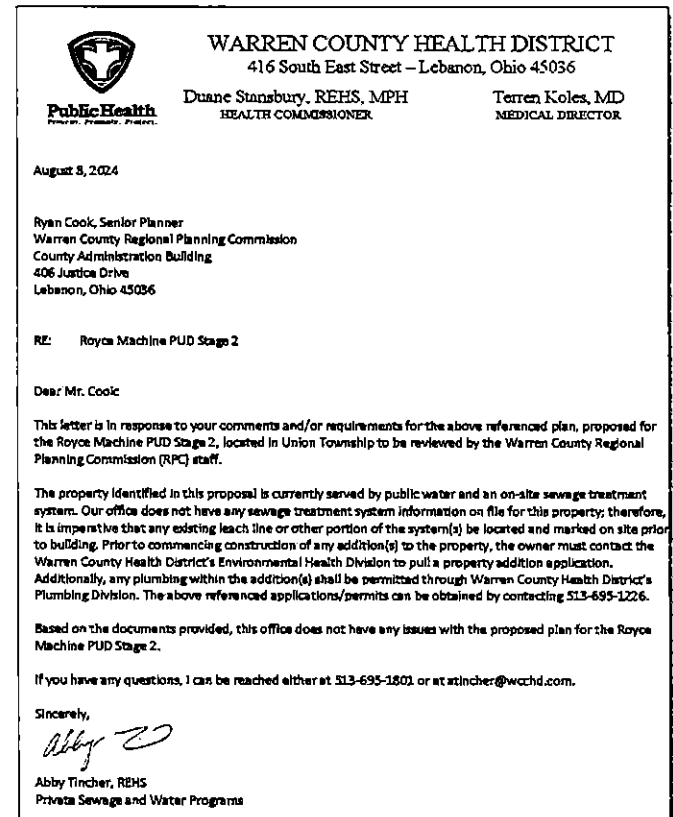 WARREN COUNTY HEALTH DISTRICT
416 South East Street – Lebanon, Ohio 45036
Duane Stansbury, REHS, MPH
HEALTH COMMISSIONER
Terren Koles, MD
MEDICAL DIRECTOR
PublicHealth
Prevent. Promote. Protect.
August 8, 2024
Ryan Cook, Senior Planner
Warren County Regional Planning Commission
County Administration Building
406 Justice Drive
Lebanon, Ohio 45036
RE: Royce Machine PUD Stage 2
Dear Mr. Cook:
This letter is in response to your comments and/or requirements for the above referenced plan, proposed for
the Royce Machine PUD Stage 2, located in Union Township to be reviewed by the Warren County Regional
Planning Commission (RPC) staff.
The property identified in this proposal is currently served by public water and an on-site sewage treatment
system. Our office does not have any sewage treatment system information on file for this property; therefore,
it is imperative that any existing leach line or other portion of the system(s) be located and marked on site prior
to building. Prior to commencing construction of any addition(s) to the property, the owner must contact the
Warren County Health District's Environmental Health Division to pull a property addition application.
Additionally, any plumbing within the addition(s) shall be permitted through Warren County Health District's
Plumbing Division. The above referenced applications/permits can be obtained by contacting 513-695-1226.
Based on the documents provided, this office does not have any issues with the proposed plan for the Royce
Machine PUD Stage 2.
If you have any questions, I can be reached either at 513-695-1801 or at atincher@wcchd.com.
Sincerely,
Abby T
Abby Tincher, REHS
Private Sewage and Water Programs